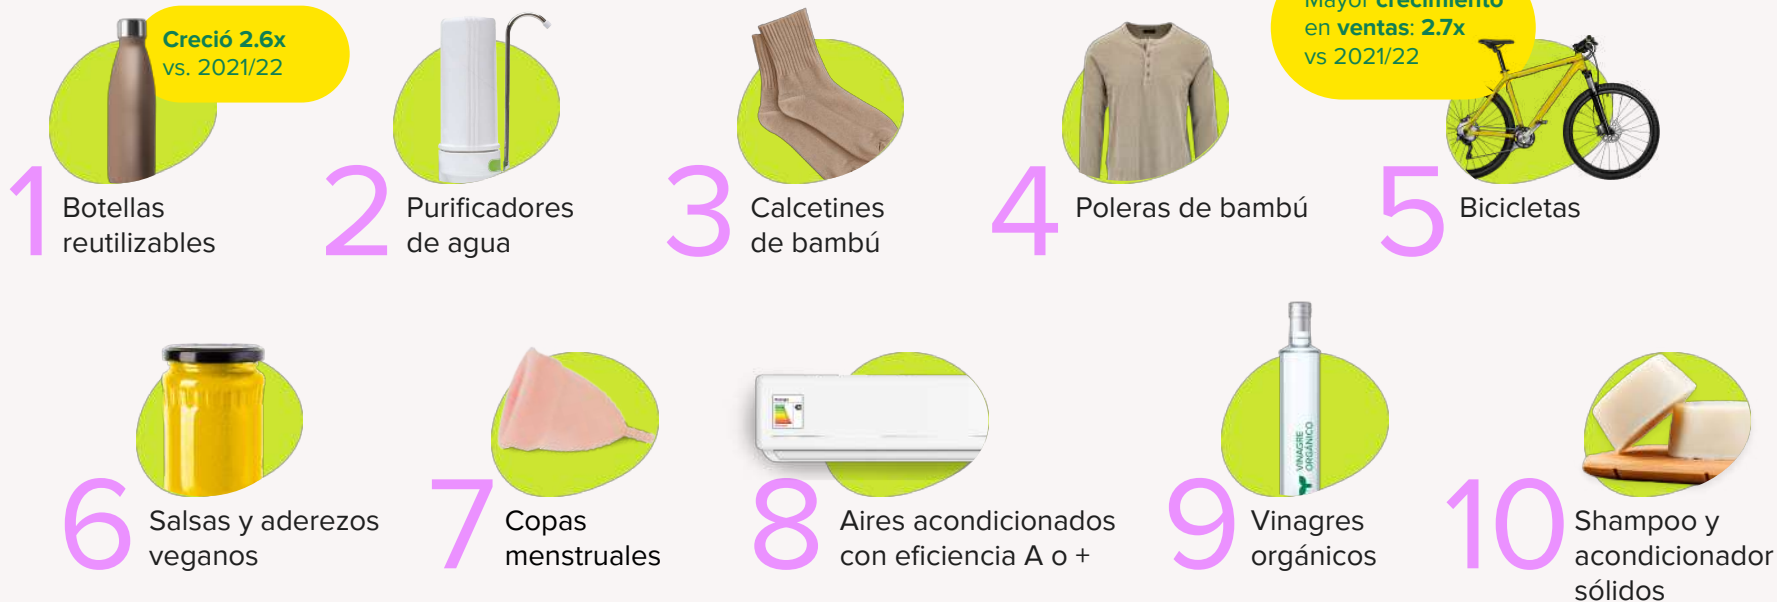 Creció 2.6x
vs. 2021/22
Mayor crecimiento
en ventas: 2.7x
vs 2021/22
1
Botellas
reutilizables
2
Purificadores
de agua
3
Calcetines
de bambú
4
Poleras de bambú
5
Bicicletas
6
Salsas y aderezos
veganos
7
Copas
menstruales
8
Aires acondicionados
con eficiencia A o +
VINAGRE
ORGÁNICO
9
Vinagres
orgánicos
10
Shampoo y
acondicionador
sólidos